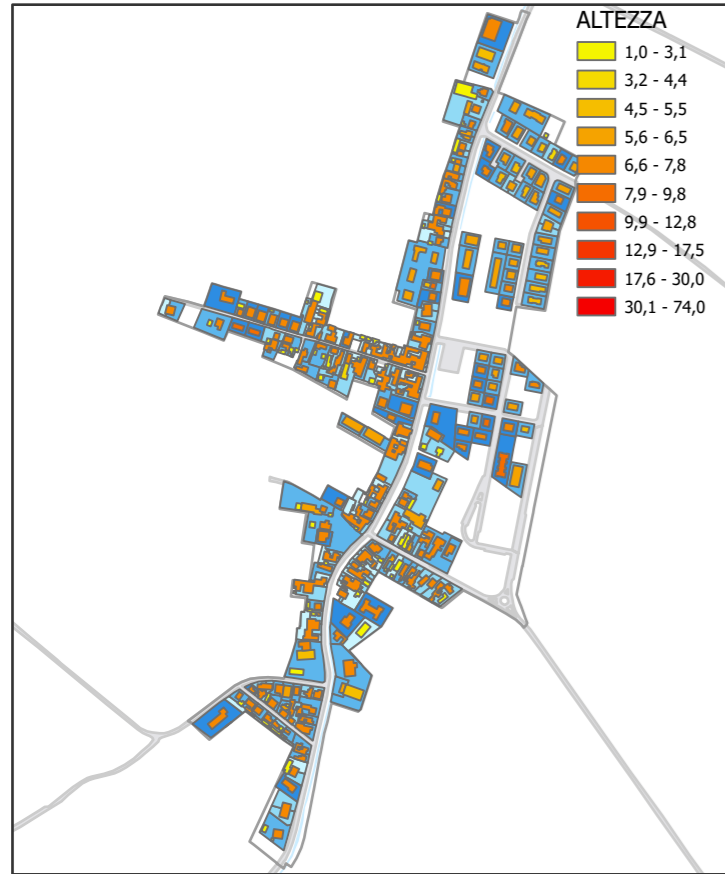 ALTEZZA
1,0 - 3,1
3,2 - 4,4
4,5 - 5,5
5,6 - 6,5
6,6 - 7,8
7,9 - 9,8
9,9 - 12,8
12,9 - 17,5
17,6 - 30,0
30,1 - 74,0